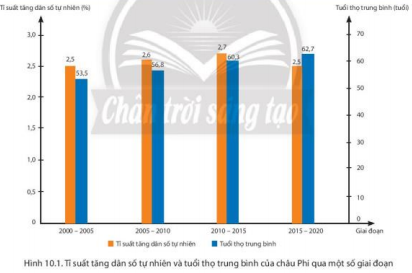 Tỉ suất tăng dân số tự nhiên (%)
Tuổi thọ trung bình (tuổi)
3,0
2,5
2,0
1,5
1,0
0,5
0
70
60
50
40
30
20
10
0
2,5
53,5
2,6
56,8
2,7
60,3
2,5
62,7
Chân trời sáng tạo
2000 – 2005
2005 – 2010
2010 – 2015
2015 – 2020
Giai đoạn
Tỉ suất tăng dân số tự nhiên
Tuổi thọ trung bình
Hình 10.1. Tỉ suất tăng dân số tự nhiên và tuổi thọ trung bình của châu Phi qua một số giai đoạn